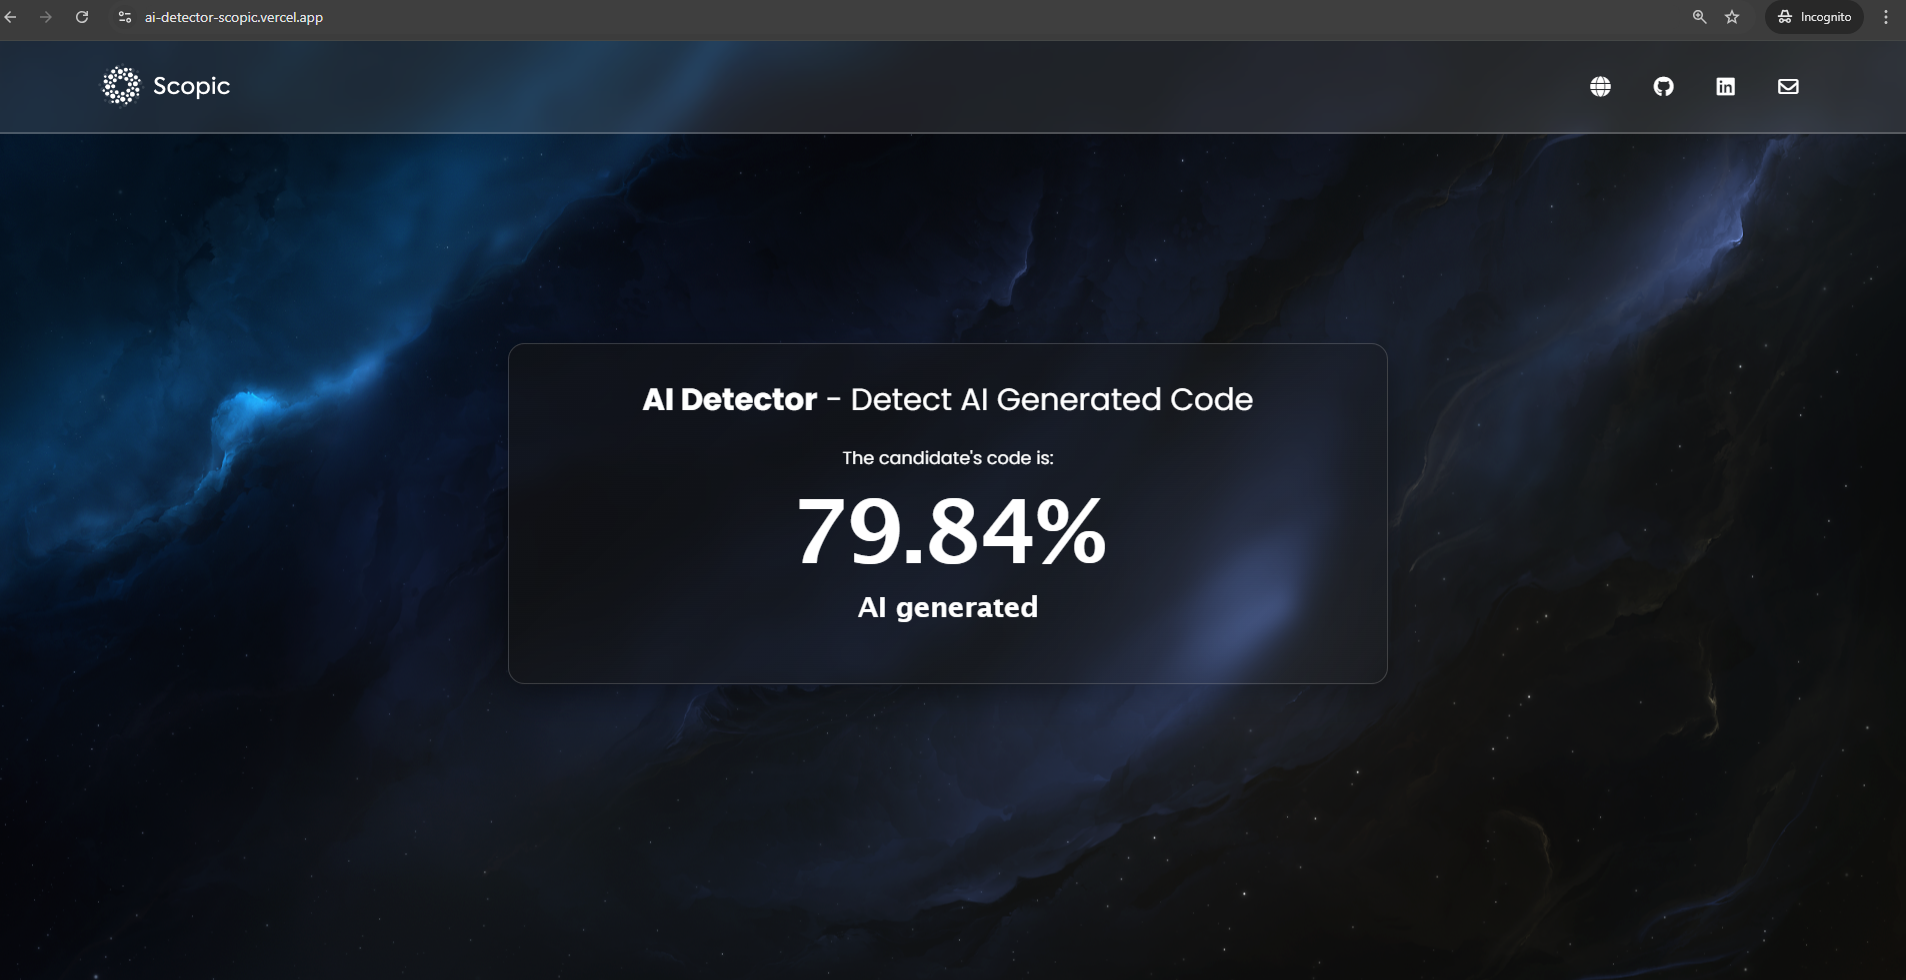 ai-detector-scopic.vercel.app
Incognito
Scopic
AI Detector - Detect AI Generated Code
The candidate's code is:
79.84%
AI generated